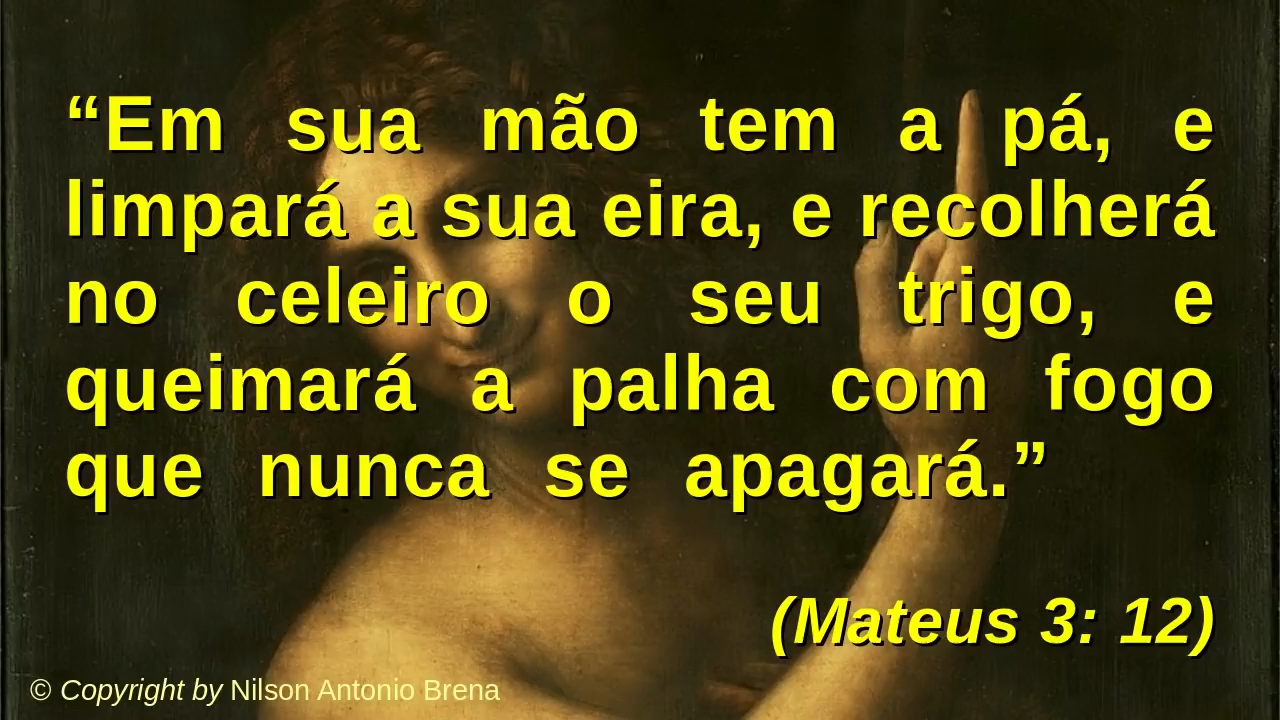 “Em sua mão tem a pá, e
limpará a sua eira, e recolherá
no celeiro o seu trigo, e
queimará a palha com fogo
que nunca se apagará.”
(Mateus 3: 12)
© Copyright by Nilson Antonio Brena